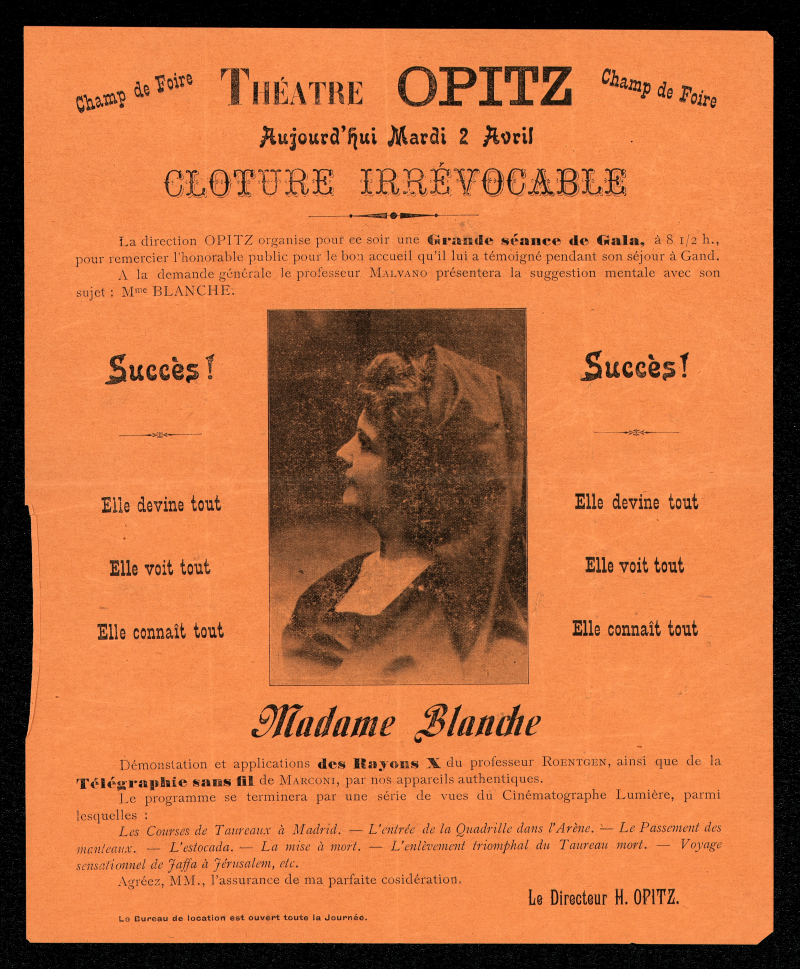 Champ de Foire THÉATRE OPITZ Champ de Foire
Aujourd'hui Mardi 2 Avril
CLOTURE IRRÉVOCABLE
La direction OPITZ organise pour ce soir une Grande séance de Gala, à 8 1/2 h.,
pour remercier l'honorable public pour le bon accueil qu'il lui a témoigné pendant son séjour à Gand.
A la demande générale le professeur MALVANO présentera la suggestion mentale avec son
sujet : Mme BLANCHE.
Succès !
Elle devine tout
Elle voit tout
Elle connaît tout
Succès !
Elle devine tout
Elle voit tout
Elle connaît tout
Madame Blanche
Démonstation et applications des Rayons X du professeur ROENTGEN, ainsi que de la
Télégraphie sans fil de MARCONI, par nos appareils authentiques.
Le programme se terminera par une série de vues du Cinématographe Lumière, parmi
lesquelles :
Les Courses de Taureaux à Madrid. — L'entrée de la Quadrille dans l'Arène. — Le Passement des
manteaux. — L'estocada. — La mise à mort. — L'enlèvement triomphal du Taureau mort. — Voyage
sensationnel de Jaffa à Jérusalem, etc.
Agréez, MM., l'assurance de ma parfaite cosidération.
Le Directeur H. OPITZ.
Le Bureau de location est ouvert toute la Journée.